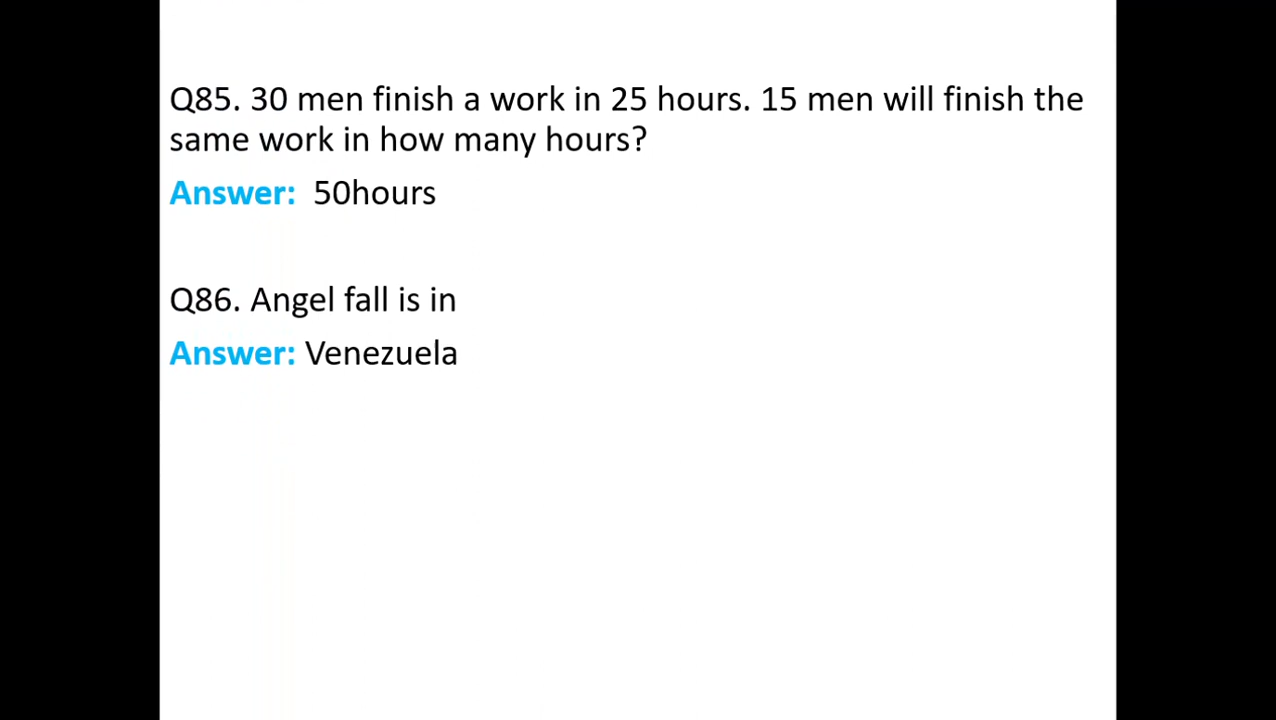 Q85. 30 men finish a work in 25 hours. 15 men will finish the
same work in how many hours?
Answer: 50hours
Q86. Angel fall is in
Answer: Venezuela